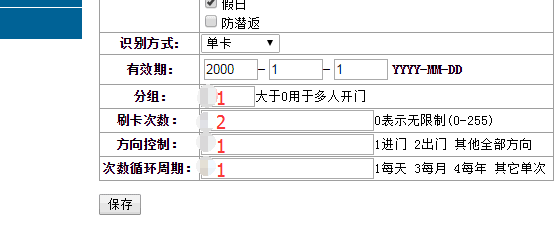 假日
防潜返
识别方式： 单卡
有效期： 2000 - 1 - 1 YYYY-MM-DD
分组： 1 大于0用于多人开门
刷卡次数： 2 0表示无限制(0-255)
方向控制： 1 1进门 2出门 其他全部方向
次数循环周期： 1 1每天 3每月 4每年 其它单次
保存